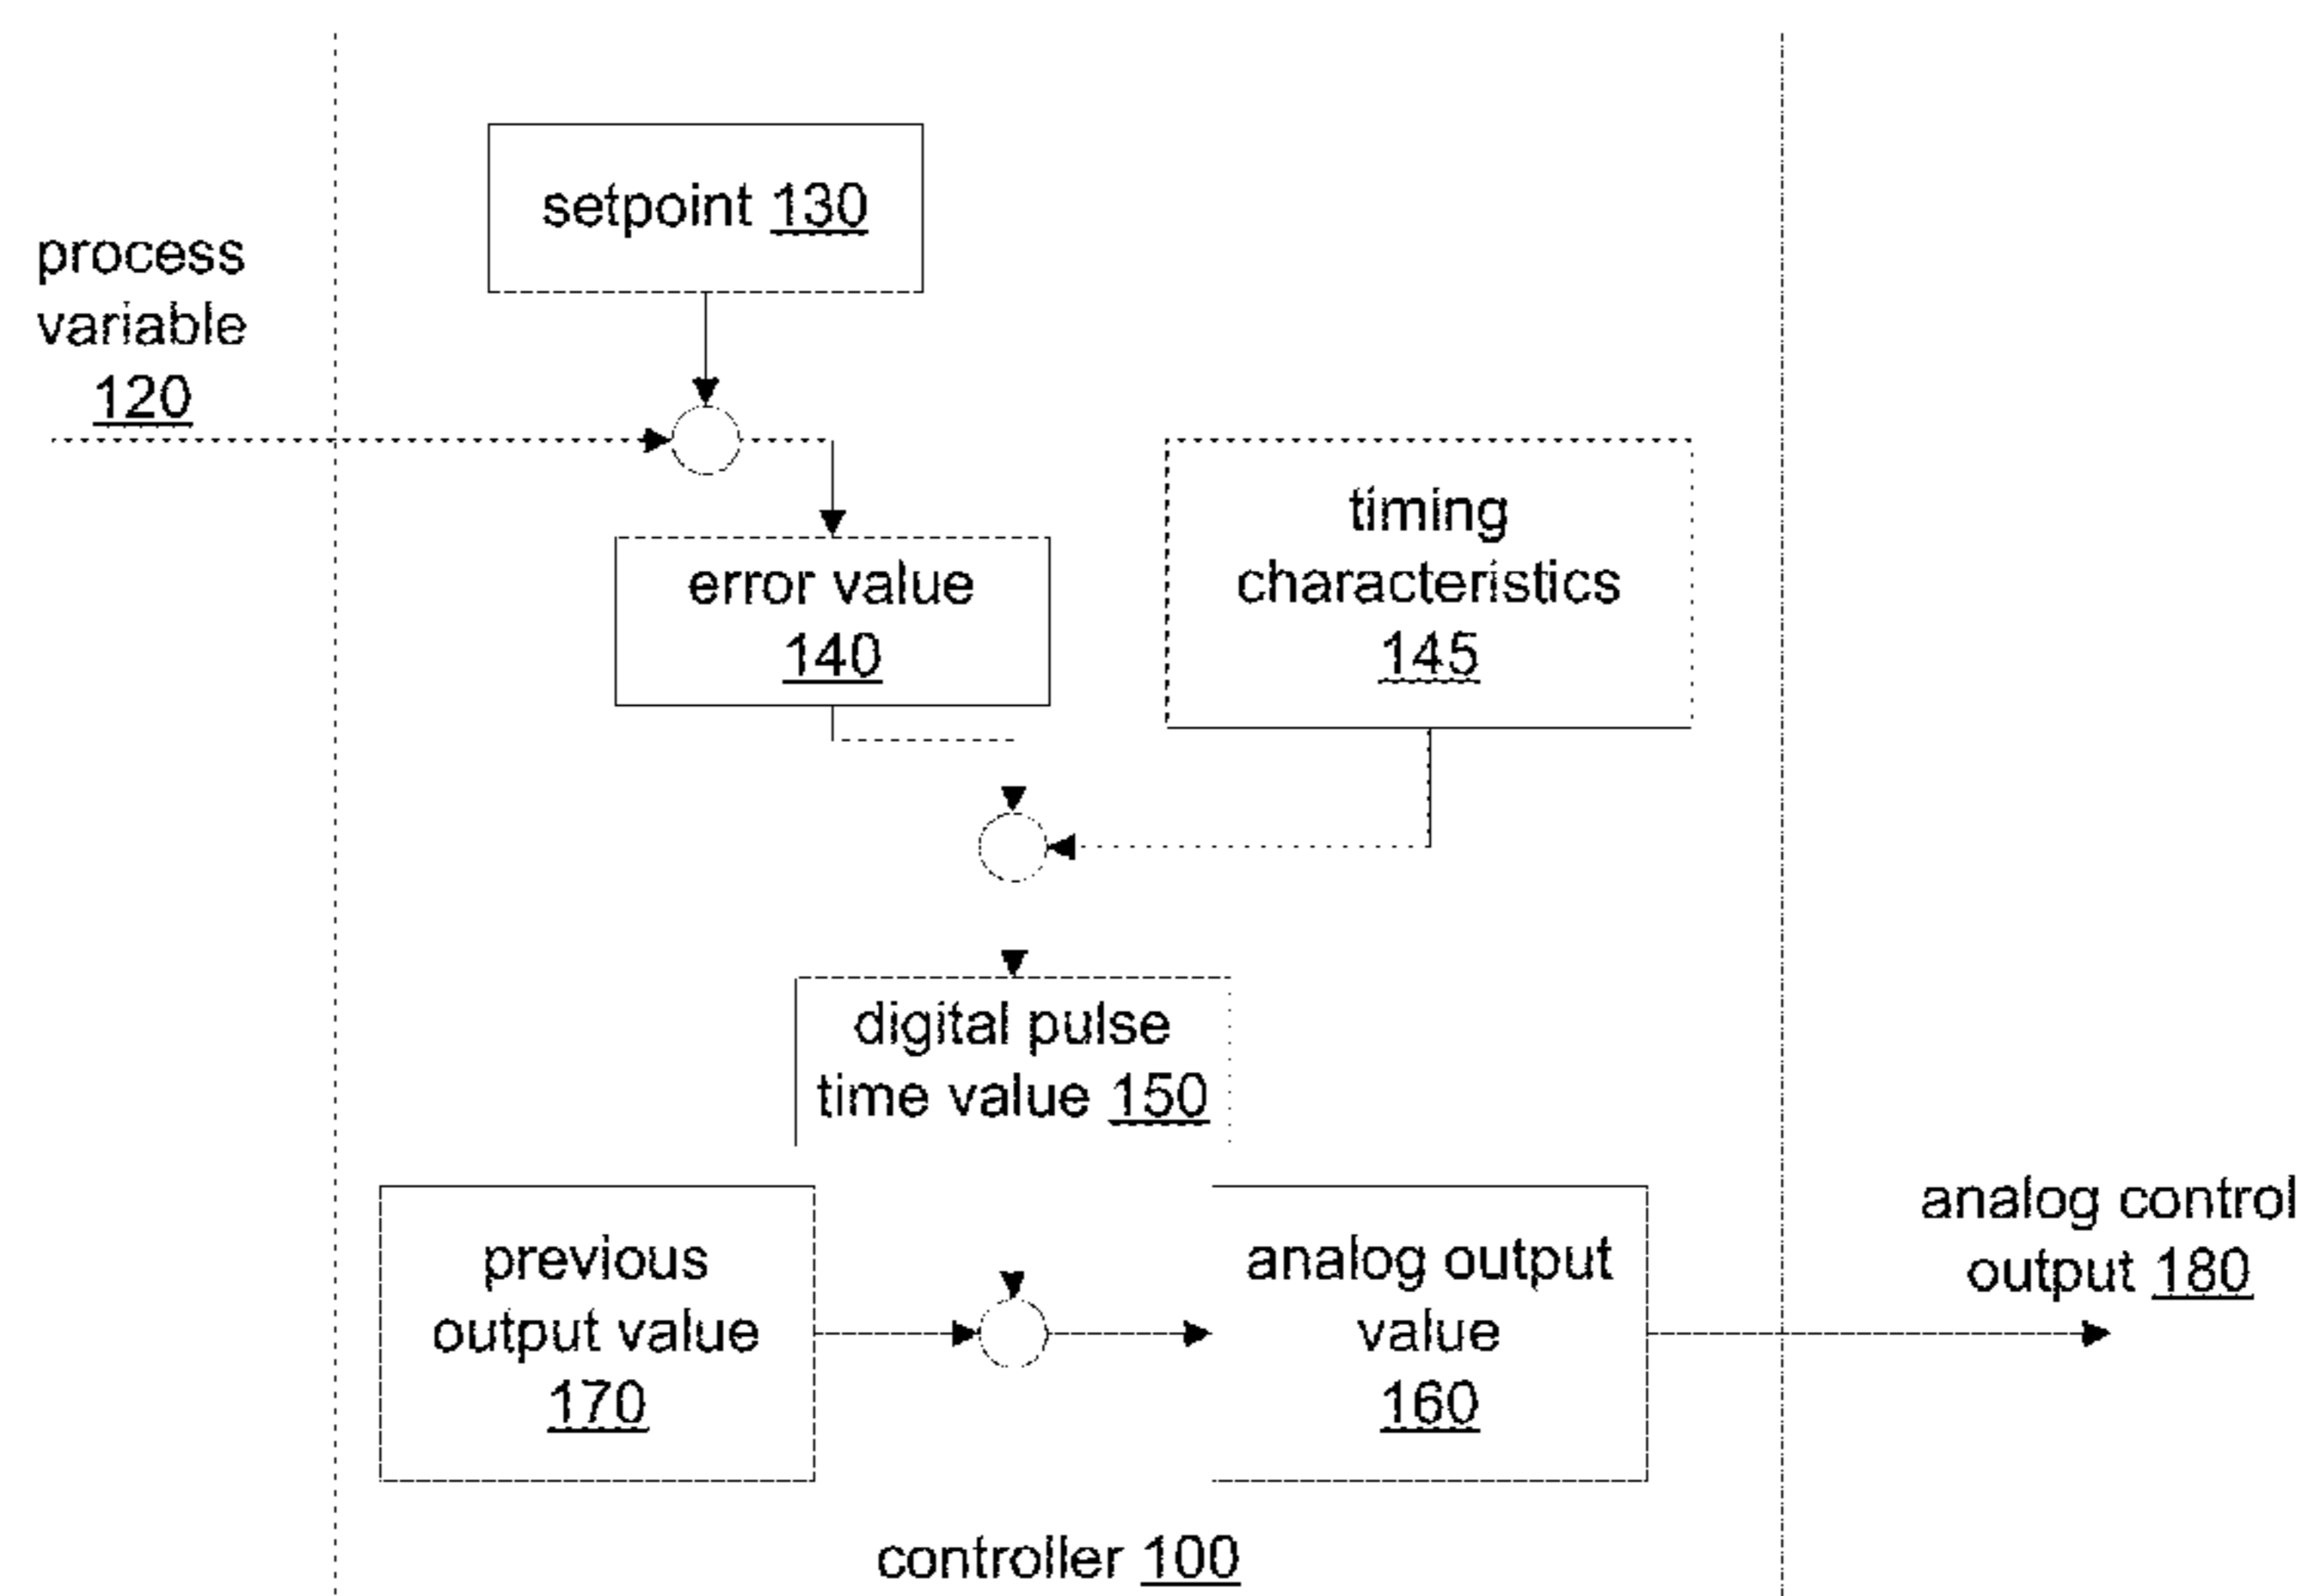 setpoint 130
process
variable
120
error value
140
timing
characteristics
145
digital pulse
time value 150
previous
output value
170
analog output
value
160
analog control
output 180
controller 100